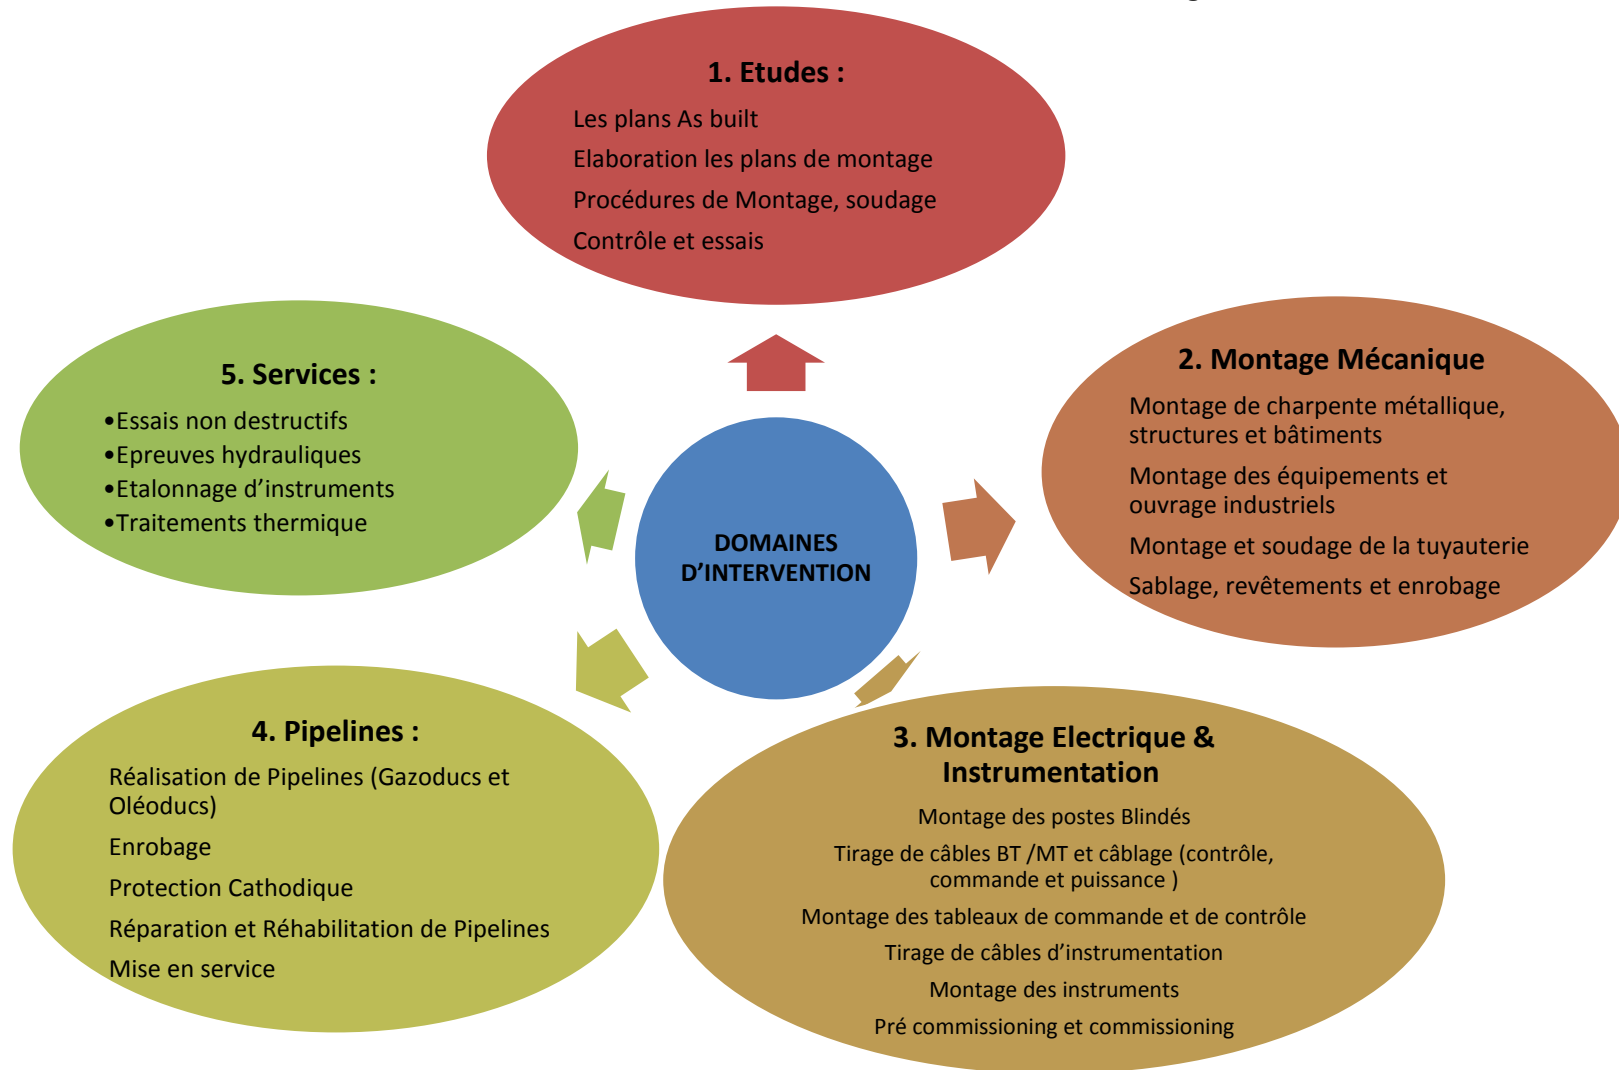 1. Etudes :
Les plans As built
Elaboration les plans de montage
Procédures de Montage, soudage
Contrôle et essais
2. Montage Mécanique
Montage de charpente métallique,
structures et bâtiments
Montage des équipements et
ouvrage industriels
Montage et soudage de la tuyauterie
Sablage, revêtements et enrobage
3. Montage Electrique &
Instrumentation
Montage des postes Blindés
Tirage de câbles BT /MT et câblage (contrôle,
commande et puissance )
Montage des tableaux de commande et de contrôle
Tirage de câbles d’instrumentation
Montage des instruments
Pré commissioning et commissioning
4. Pipelines :
Réalisation de Pipelines (Gazoducs et
Oléoducs)
Enrobage
Protection Cathodique
Réparation et Réhabilitation de Pipelines
Mise en service
5. Services :
•Essais non destructifs
•Epreuves hydrauliques
•Etalonnage d’instruments
•Traitements thermique
DOMAINES
D’INTERVENTION